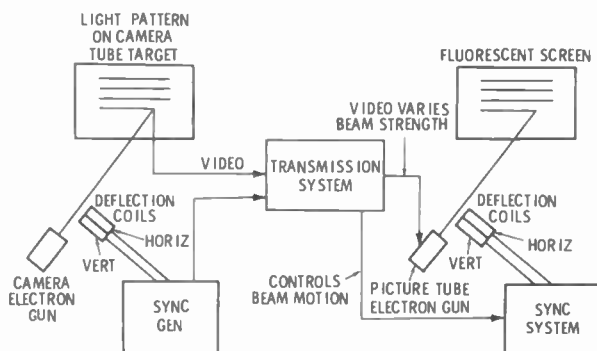 LIGHT PATTERN
ON CAMERA
TUBE TARGET
FLUORESCENT SCREEN
VIDEO VARIES
BEAM STRENGTH
VIDEO
TRANSMISSION
SYSTEM
DEFLECTION
COILS
HORIZ
VERT
CAMERA
ELECTRON
GUN
SYNC
GEN
CONTROLS
BEAM MOTION
PICTURE TUBE
ELECTRON GUN
DEFLECTION
COILS
HORIZ
VERT
SYNC
SYSTEM